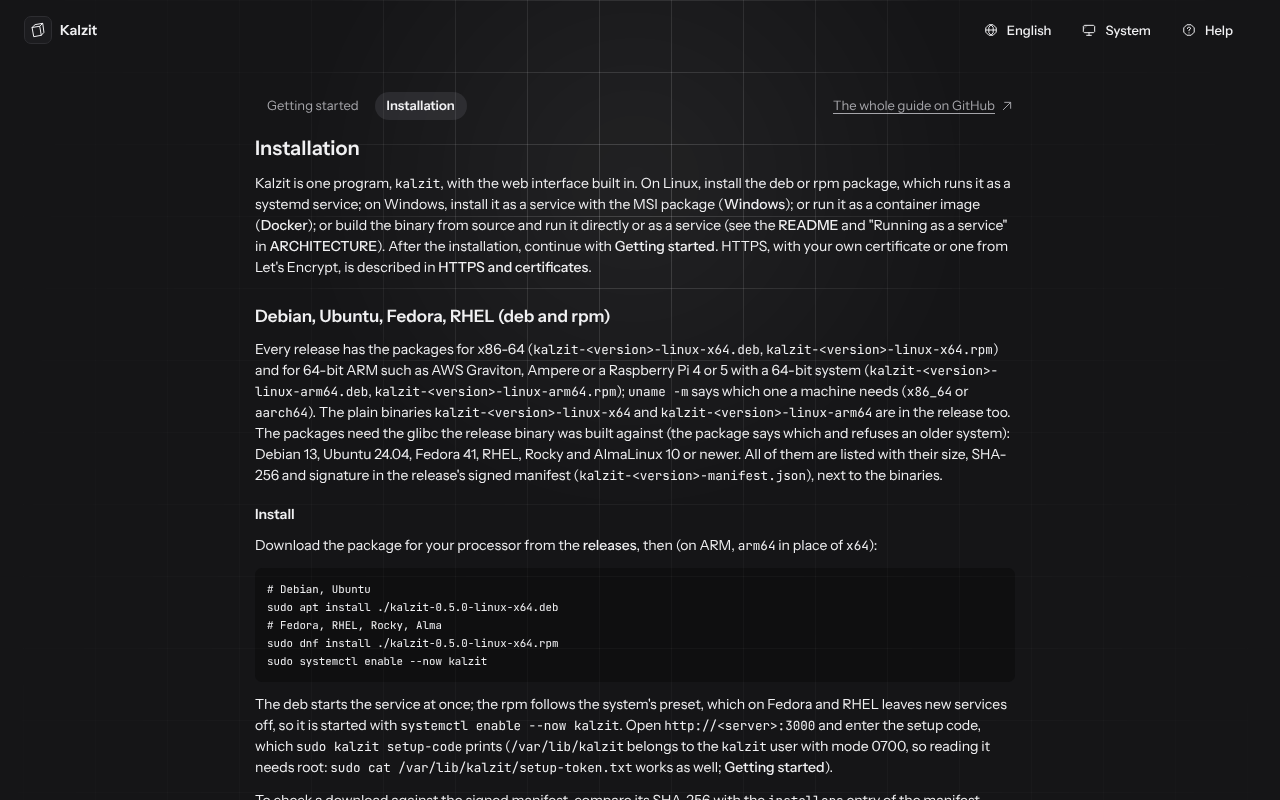 Kalzit
English
System
Help
Getting started
Installation
The whole guide on GitHub
Installation
Kalzit is one program, kalzit, with the web interface built in. On Linux, install the deb or rpm package, which runs it as a
systemd service; on Windows, install it as a service with the MSI package (Windows); or run it as a container image
(Docker); or build the binary from source and run it directly or as a service (see the README and "Running as a service"
in ARCHITECTURE). After the installation, continue with Getting started. HTTPS, with your own certificate or one from
Let's Encrypt, is described in HTTPS and certificates.
Debian, Ubuntu, Fedora, RHEL (deb and rpm)
Every release has the packages for x86-64 (kalzit-<version>-linux-x64.deb, kalzit-<version>-linux-x64.rpm)
and for 64-bit ARM such as AWS Graviton, Ampere or a Raspberry Pi 4 or 5 with a 64-bit system (kalzit-<version>-
linux-arm64.deb, kalzit-<version>-linux-arm64.rpm); uname -m says which one a machine needs (x86_64 or
aarch64). The plain binaries kalzit-<version>-linux-x64 and kalzit-<version>-linux-arm64 are in the release too.
The packages need the glibc the release binary was built against (the package says which and refuses an older system):
Debian 13, Ubuntu 24.04, Fedora 41, RHEL, Rocky and AlmaLinux 10 or newer. All of them are listed with their size, SHA-
256 and signature in the release's signed manifest (kalzit-<version>-manifest.json), next to the binaries.
Install
Download the package for your processor from the releases, then (on ARM, arm64 in place of x64):
# Debian, Ubuntu
sudo apt install ./kalzit-0.5.0-linux-x64.deb
# Fedora, RHEL, Rocky, Alma
sudo dnf install ./kalzit-0.5.0-linux-x64.rpm
sudo systemctl enable --now kalzit
The deb starts the service at once; the rpm follows the system's preset, which on Fedora and RHEL leaves new services
off, so it is started with systemctl enable --now kalzit. Open http://<server>:3000 and enter the setup code,
which sudo kalzit setup-code prints (/var/lib/kalzit belongs to the kalzit user with mode 0700, so reading it
needs root: sudo cat /var/lib/kalzit/setup-token.txt works as well; Getting started).
To check a download against the signed manifest, compare its SHA-256 with the installers entry of the manifest